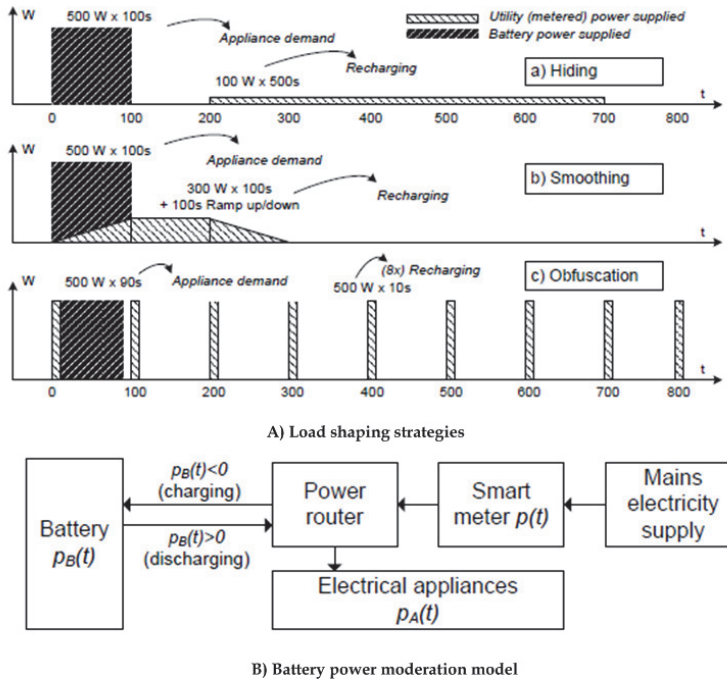 W
500 W x 100s
Appliance demand
Utility (metered) power supplied
Battery power supplied
100 W x 500s
Recharging
a) Hiding
t
0 100 200 300 400 500 600 700 800
W
500 W x 100s
Appliance demand
300 W x 100s
+ 100s Ramp up/down
Recharging
b) Smoothing
t
0 100 200 300 400 500 600 700 800
W
500 W x 90s
Appliance demand
(8x) Recharging
500 W x 10s
c) Obfuscation
t
0 100 200 300 400 500 600 700 800
A) Load shaping strategies
Battery
pB(t)
pB(t)<0
(charging)
pB(t)>0
(discharging)
Power
router
Smart
meter p(t)
Mains
electricity
supply
Electrical appliances
pA(t)
B) Battery power moderation model